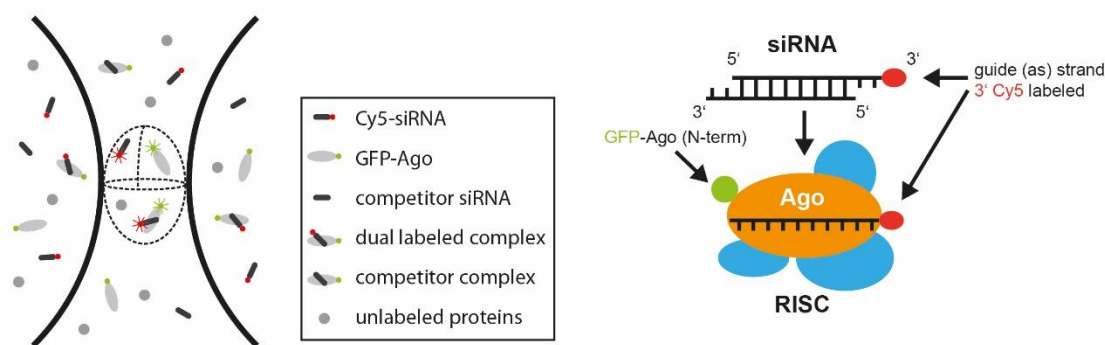 Cy5-siRNA
GFP-Ago
competitor siRNA
dual labeled complex
competitor complex
unlabeled proteins
siRNA
5‘
3‘
3‘
5‘
guide (as) strand
3‘ Cy5 labeled
GFP-Ago (N-term)
Ago
RISC